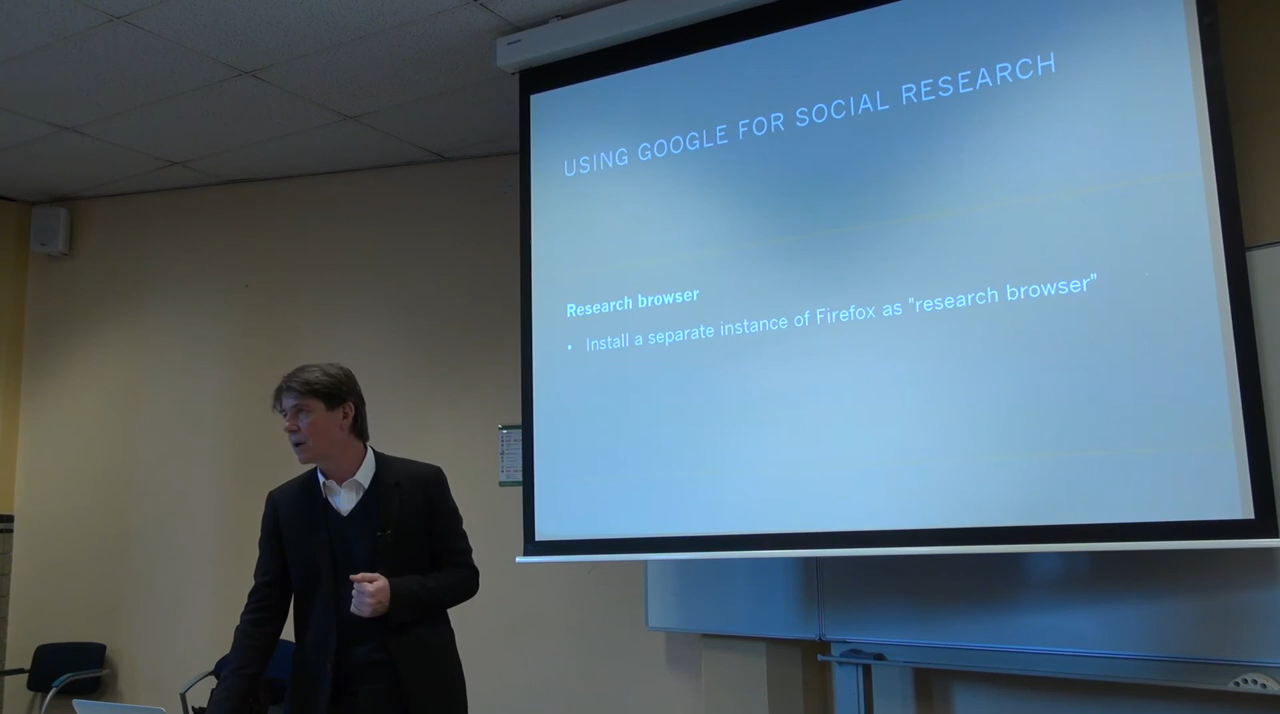 USING GOOGLE FOR SOCIAL RESEARCH
Research browser
• Install a separate instance of Firefox as "research browser"